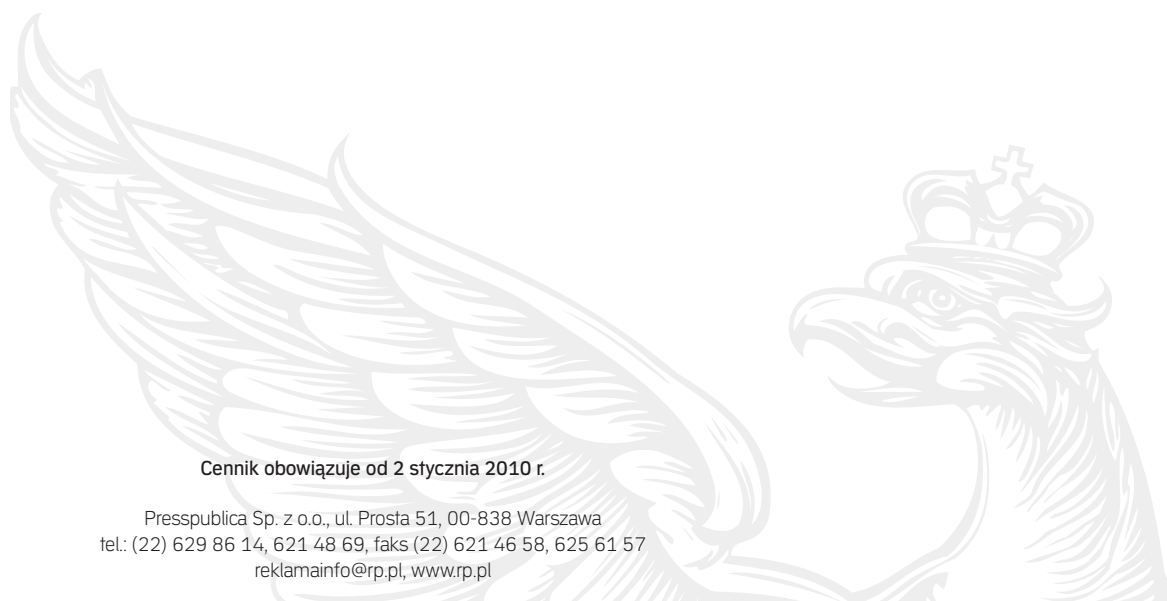 Cennik obowiązuje od 2 stycznia 2010 r.
Presspublica Sp. z o.o., ul. Prosta 51, 00-838 Warszawa
tel.: (22) 629 86 14, 621 48 69, faks (22) 621 46 58, 625 61 57
reklamainfo@rp.pl, www.rp.pl